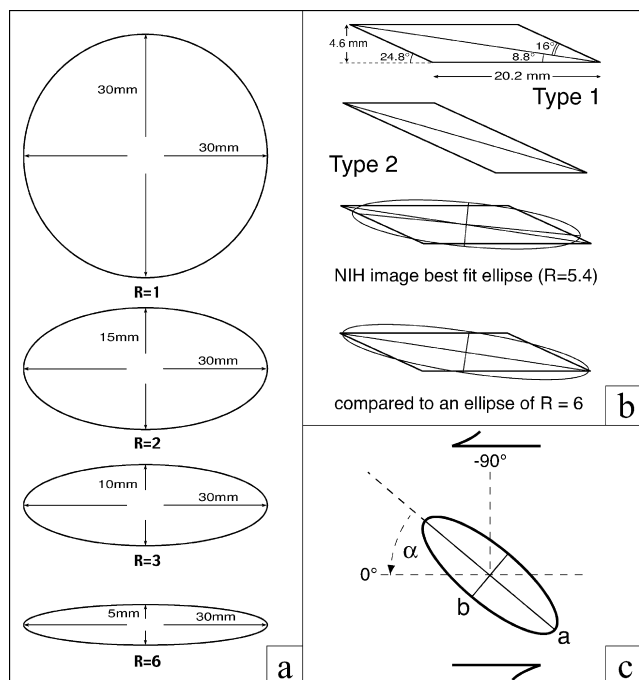 30mm
30mm
R=1
15mm
30mm
R=2
10mm
30mm
R=3
5mm
30mm
R=6
a
4.6 mm
24.8°
8.8°
16°
20.2 mm
Type 1
Type 2
NIH image best fit ellipse (R=5.4)
compared to an ellipse of R = 6
b
-90°
α
0°
b
a
c